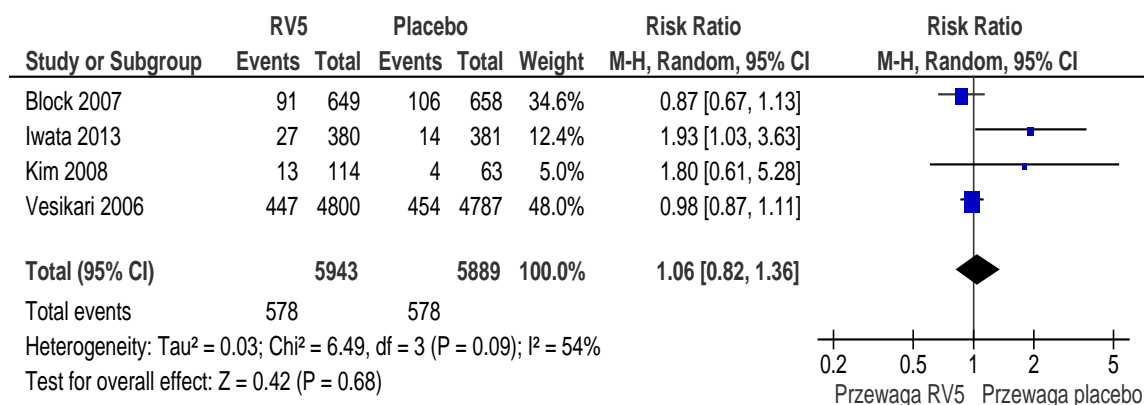 RV5 Placebo Risk Ratio Risk Ratio
Study or Subgroup Events Total Events Total Weight M-H, Random, 95% CI M-H, Random, 95% CI
Block 2007 91 649 106 658 34.6% 0.87 [0.67, 1.13]
Iwata 2013 27 380 14 381 12.4% 1.93 [1.03, 3.63]
Kim 2008 13 114 4 63 5.0% 1.80 [0.61, 5.28]
Vesikari 2006 447 4800 454 4787 48.0% 0.98 [0.87, 1.11]
Total (95% CI) 5943 5889 100.0% 1.06 [0.82, 1.36]
Total events 578 578
Heterogeneity: Tau² = 0.03; Chi² = 6.49, df = 3 (P = 0.09); I² = 54%
Test for overall effect: Z = 0.42 (P = 0.68)
0.2 0.5 1 2 5
Przewaga RV5 Przewaga placebo